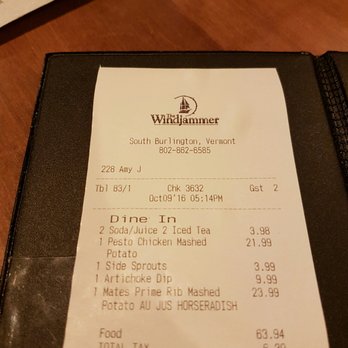 The
Windjammer
South Burlington, Vermont
802-862-6585
228 Amy J
Tbl 83/1 Chk 3632 Gst 2
Oct09'16 05:14PM
Dine In
2 Soda/Juice 2 Iced Tea 3.98
1 Pesto Chicken Mashed 21.99
Potato
1 Side Sprouts 3.99
1 Artichoke Dip 9.99
1 Mates Prime Rib Mashed 23.99
Potato AU JUS HORSERADISH
Food 63.94
TOTAL TAX